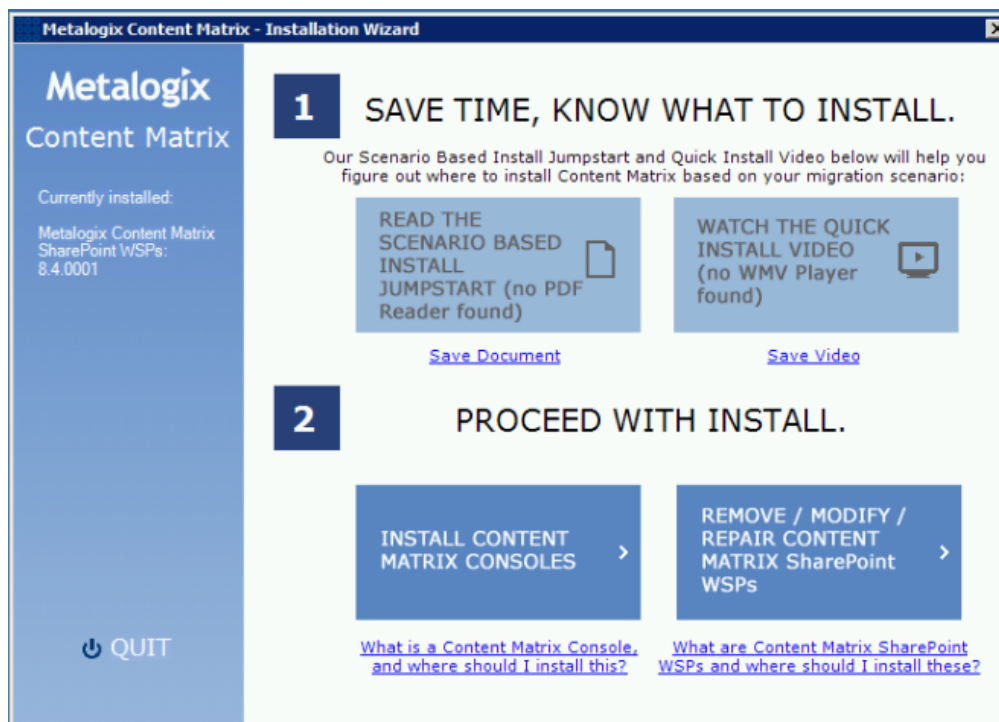 Metalogix Content Matrix - Installation Wizard
Metalogix
Content Matrix
Currently installed:
Metalogix Content Matrix
SharePoint WSPs:
8.4.0001
QUIT
1
SAVE TIME, KNOW WHAT TO INSTALL.
Our Scenario Based Install Jumpstart and Quick Install Video below will help you
figure out where to install Content Matrix based on your migration scenario:
READ THE
SCENARIO BASED
INSTALL
JUMPSTART (no PDF
Reader found)
Save Document
WATCH THE QUICK
INSTALL VIDEO
(no WMV Player
found)
Save Video
2
PROCEED WITH INSTALL.
INSTALL CONTENT
MATRIX CONSOLES
What is a Content Matrix Console,
and where should I install this?
REMOVE / MODIFY /
REPAIR CONTENT
MATRIX SharePoint
WSPs
What are Content Matrix SharePoint
WSPs and where should I install these?